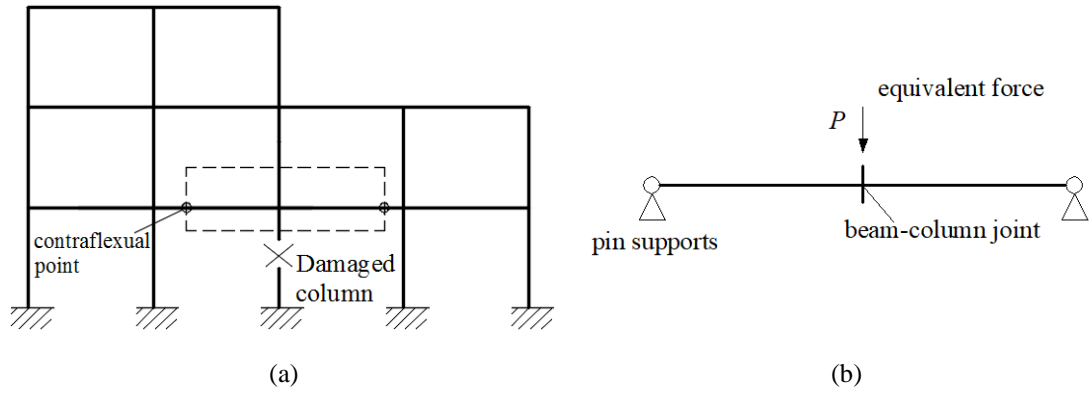 contraflexual
point
Damaged
column
(a)
equivalent force
P
pin supports
beam-column joint
(b)